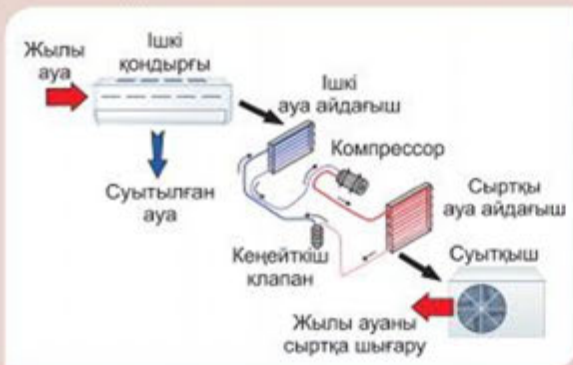 Жылы
ауа
Ішкі
қондырғы
Ішкі
ауа айдағыш
Компрессор
Сыртқы
ауа айдағыш
Суытылған
ауа
Кеңейткіш
клапан
Суытқыш
Жылы ауаны
сыртқа шығару